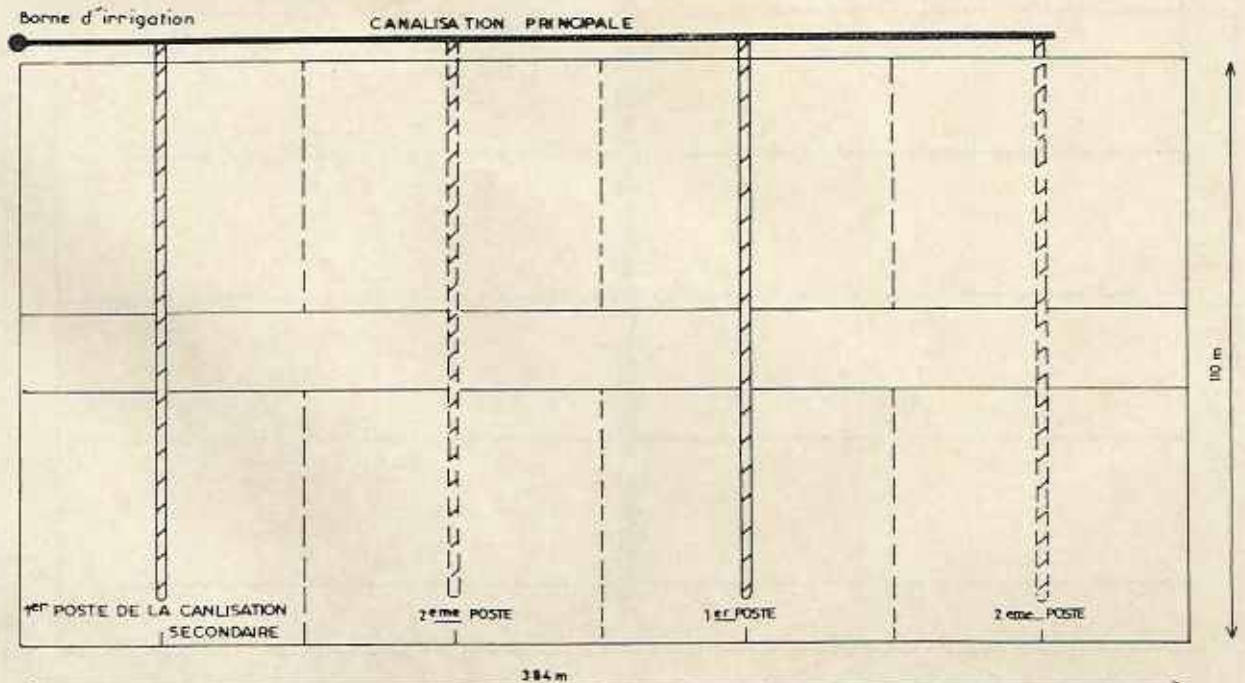 Borne d'irrigation
CANALISATION PRINCIPALE
110 m
1er POSTE DE LA CANLISATION
SECONDAIRE
2eme POSTE
1er POSTE
2 eme POSTE
384 m